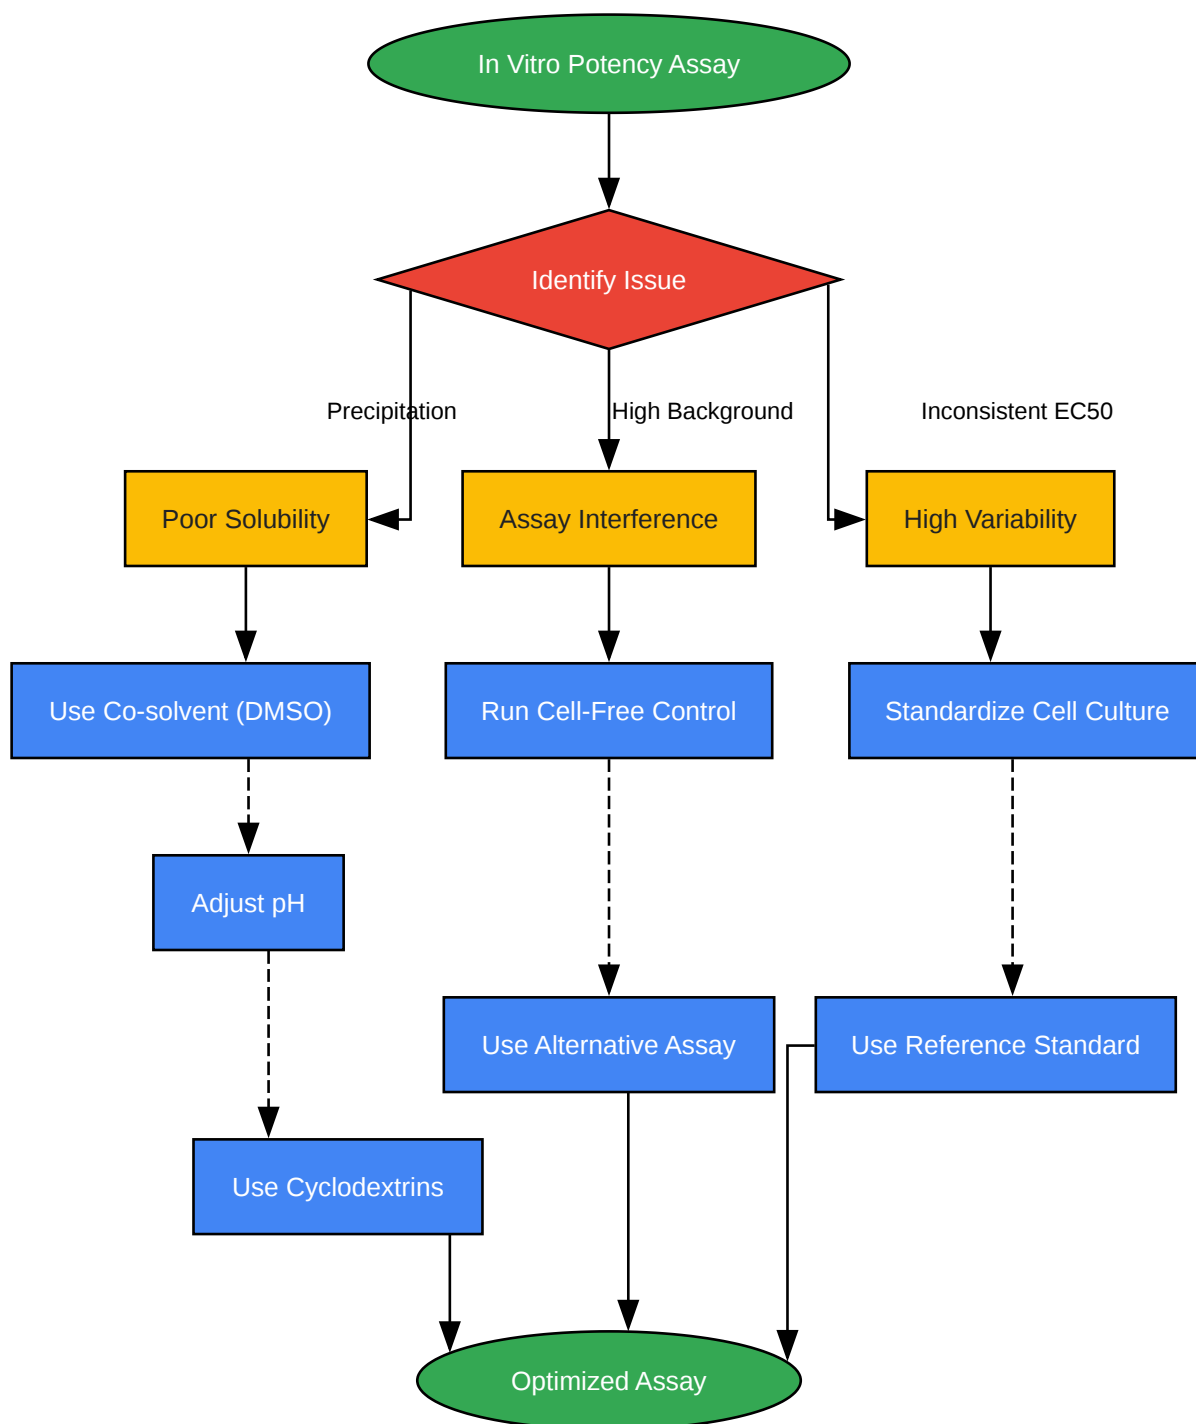 In Vitro Potency Assay
Identify Issue
Precipitation
High Background
Inconsistent EC50
Poor Solubility
Assay Interference
High Variability
Use Co-solvent (DMSO)
Run Cell-Free Control
Standardize Cell Culture
Adjust pH
Use Alternative Assay
Use Reference Standard
Use Cyclodextrins
Optimized Assay